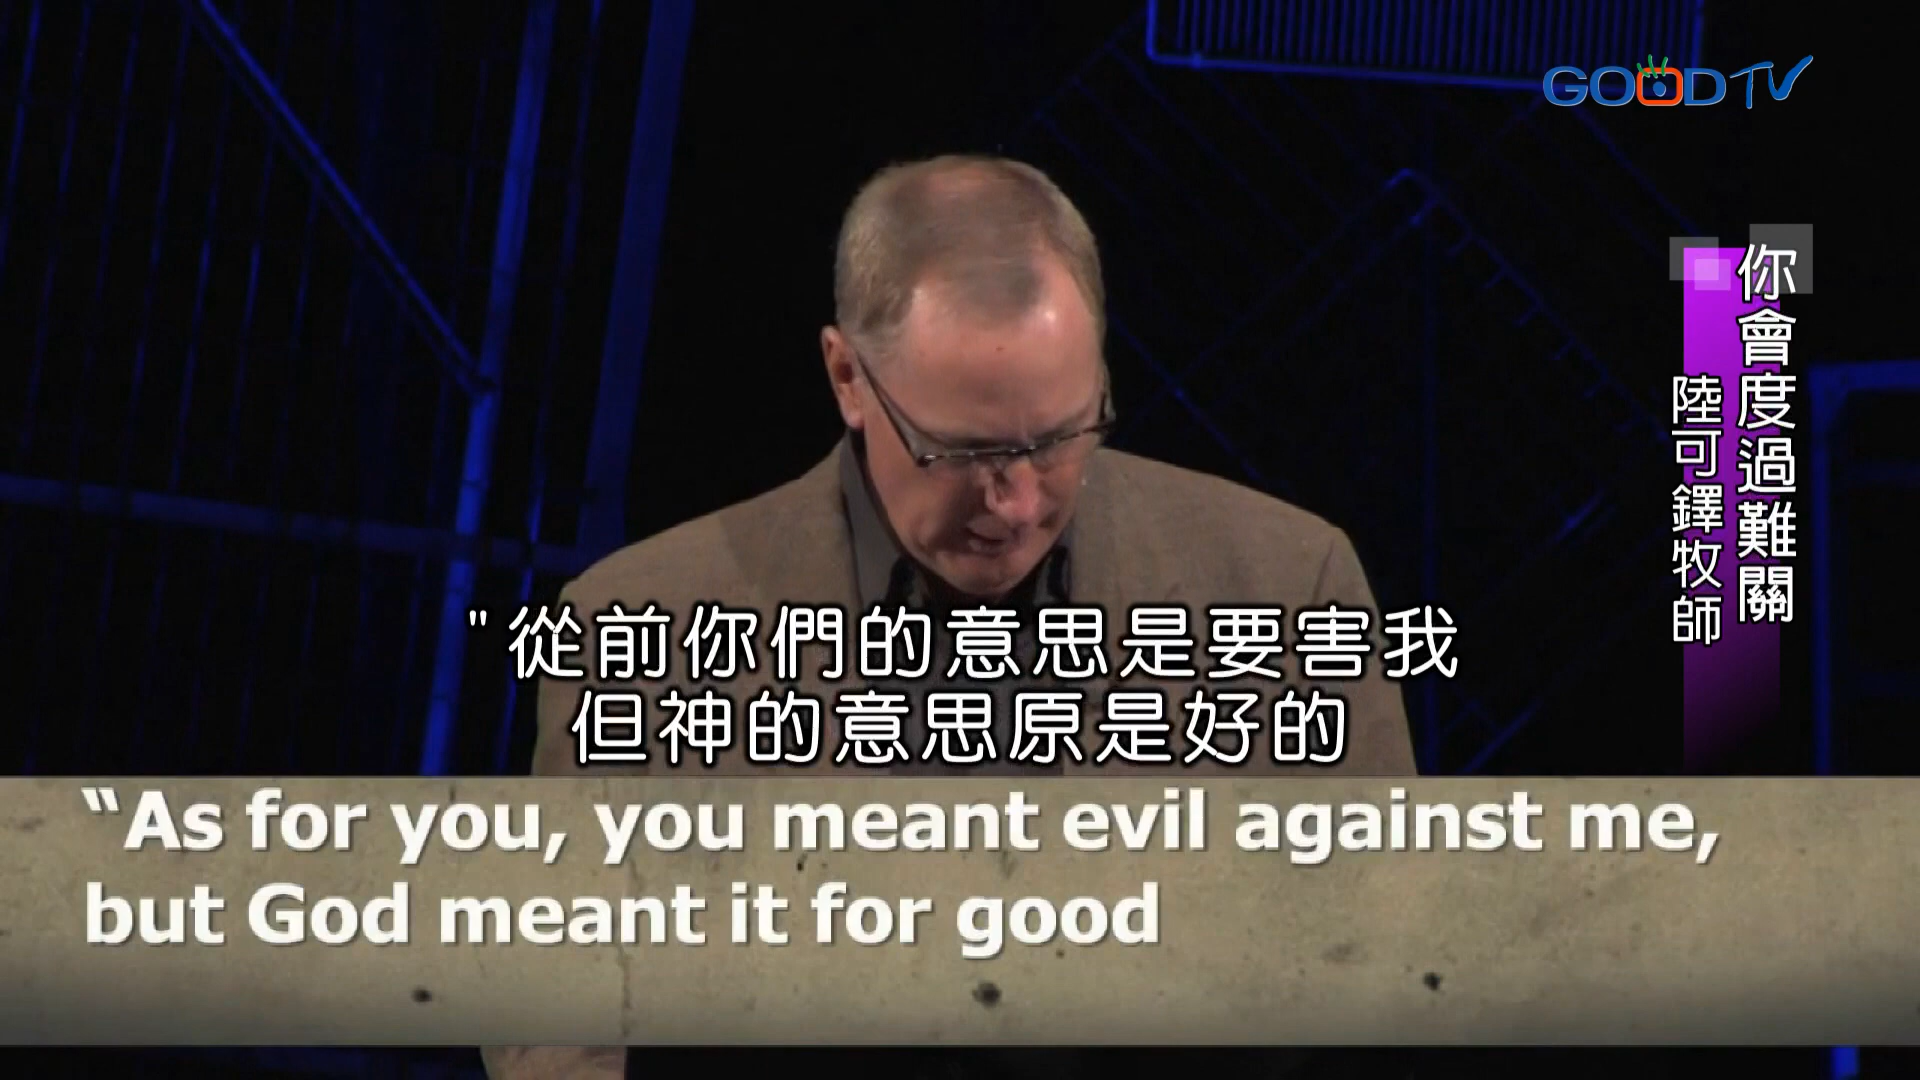 GOODTV
你會度過難關
陸可鐸牧師
"從前你們的意思是要害我
但神的意思原是好的
“As for you, you meant evil against me,
but God meant it for good